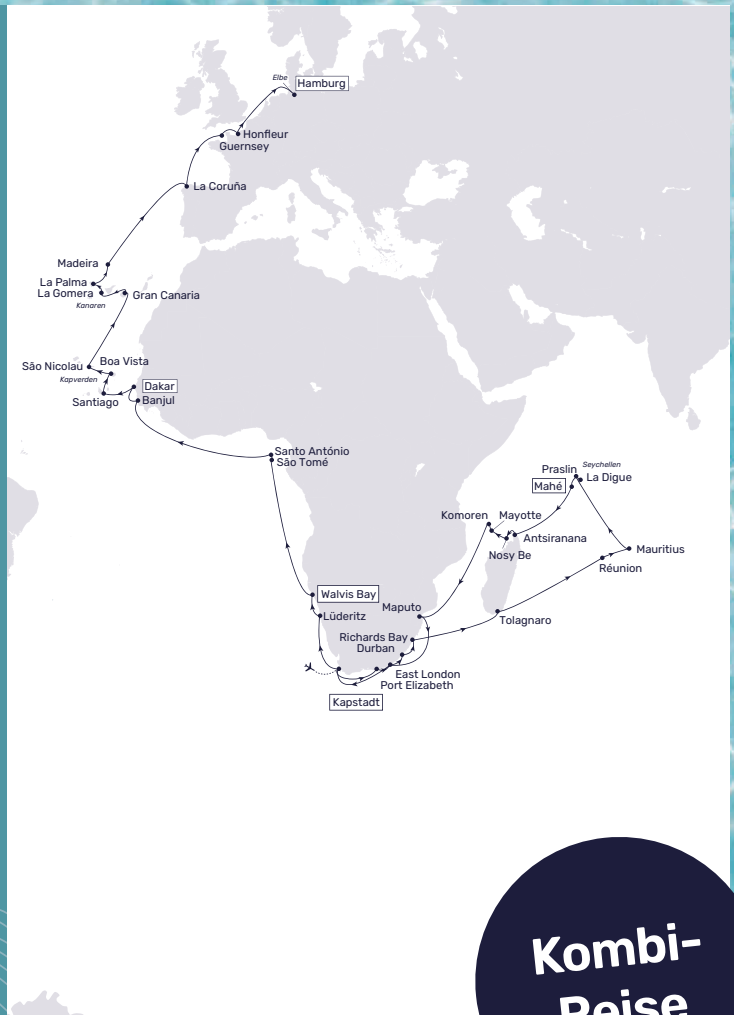 Elbe
Hamburg
Honfleur
Guernsey
La Coruña
Madeira
La Palma
La Gomera
Gran Canaria
Kanaren
São Nicolau
Boa Vista
Kapverden
Dakar
Santiago
Banjul
Santo António
São Tomé
Seychellen
Praslin
La Digue
Mahé
Komoren
Mayotte
Antsiranana
Nosy Be
Mauritius
Réunion
Walvis Bay
Maputo
Lüderitz
Tolagnaro
Richards Bay
Durban
East London
Port Elizabeth
Kapstadt
Kombi-
Reise